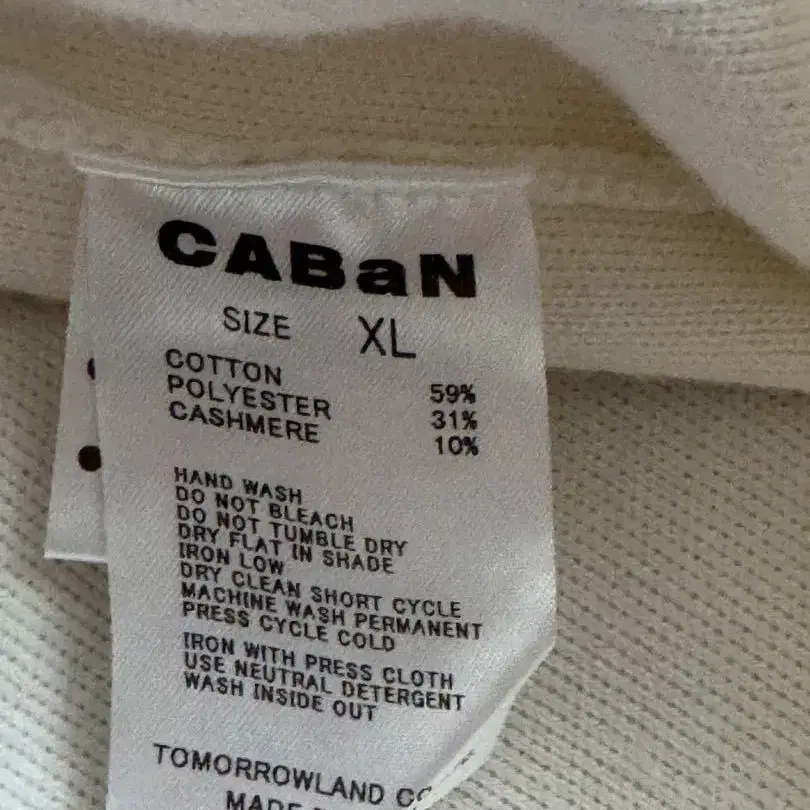 CABaN
SIZE XL
COTTON 59%
POLYESTER 31%
CASHMERE 10%
HAND WASH
DO NOT BLEACH
DO NOT TUMBLE DRY
DRY FLAT IN SHADE
IRON LOW
DRY CLEAN SHORT CYCLE
MACHINE WASH PERMANENT
PRESS CYCLE COLD
IRON WITH PRESS CLOTH
USE NEUTRAL DETERGENT
WASH INSIDE OUT
TOMORROWLAND
MADE